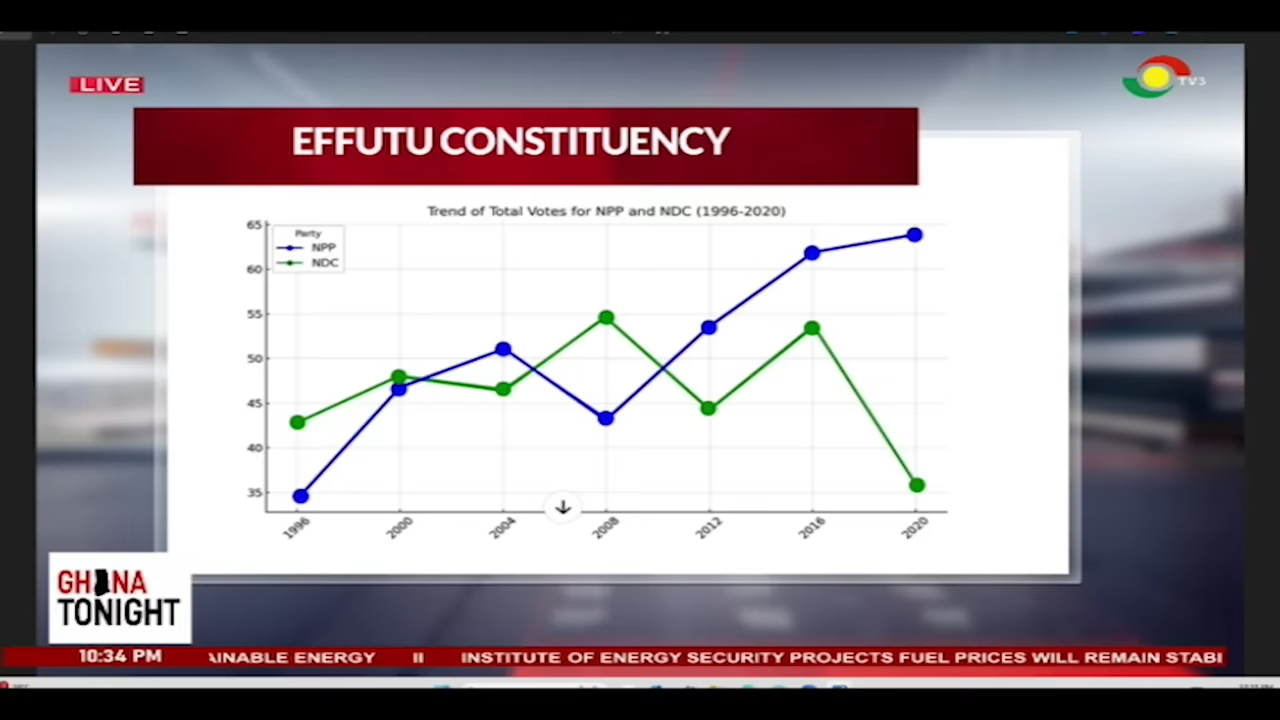 LIVE
TV3
EFFUTU CONSTITUENCY
Trend of Total Votes for NPP and NDC (1996-2020)
Party
NPP
NDC
65
60
55
50
45
40
35
1996
2000
2004
2008
2012
2016
2020
GHANA
TONIGHT
10:34 PM
AINABLE ENERGY II INSTITUTE OF ENERGY SECURITY PROJECTS FUEL PRICES WILL REMAIN STABI